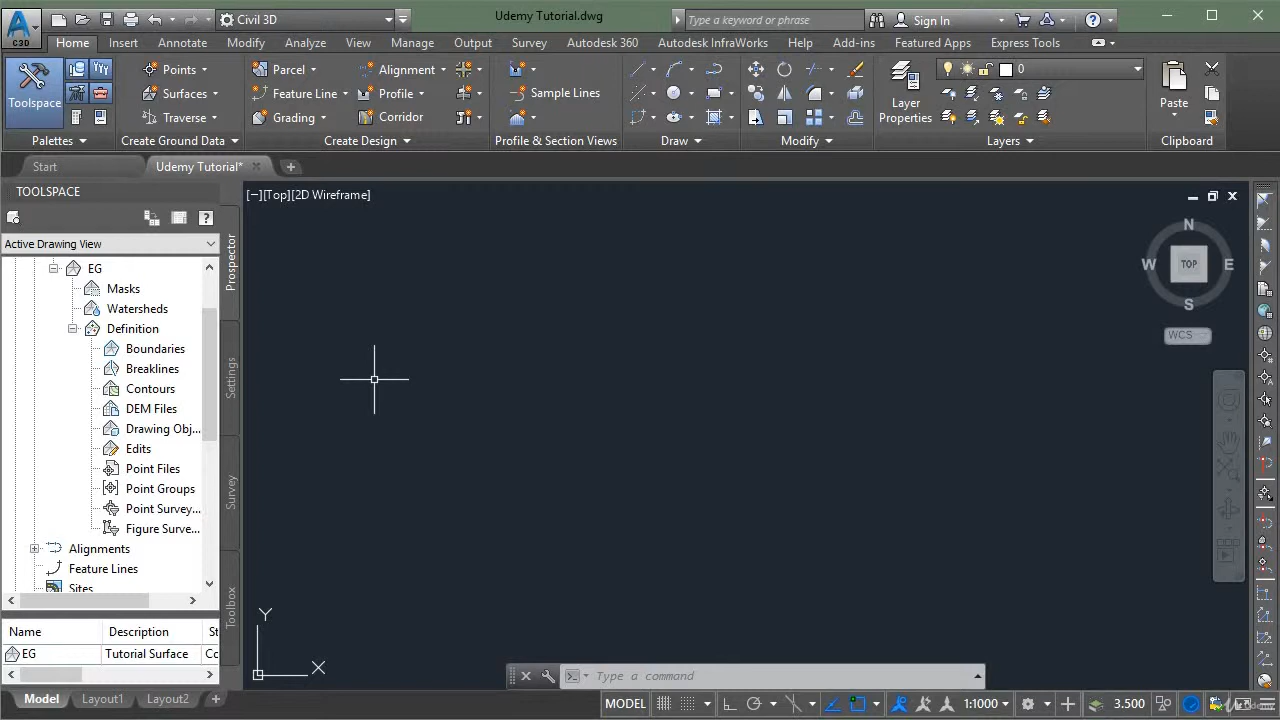 Civil 3D
Udemy Tutorial.dwg
Type a keyword or phrase
Sign In
C3D
Home
Insert
Annotate
Modify
Analyze
View
Manage
Output
Survey
Autodesk 360
Autodesk InfraWorks
Help
Add-ins
Featured Apps
Express Tools
Toolspace
Points
Surfaces
Traverse
Parcel
Feature Line
Grading
Alignment
Profile
Corridor
Sample Lines
Layer Properties
0
Paste
Palettes
Create Ground Data
Create Design
Profile & Section Views
Draw
Modify
Layers
Clipboard
Start
Udemy Tutorial*
TOOLSPACE
Active Drawing View
EG
Masks
Watersheds
Definition
Boundaries
Breaklines
Contours
DEM Files
Drawing Obj...
Edits
Point Files
Point Groups
Point Survey...
Figure Surve...
Alignments
Feature Lines
Sites
Prospector
Settings
Survey
Toolbox
Name Description St
EG Tutorial Surface Co
[−][Top][2D Wireframe]
N
W TOP E
S
WCS
Y
X
Type a command
Model
Layout1
Layout2
MODEL
1:1000
3.500